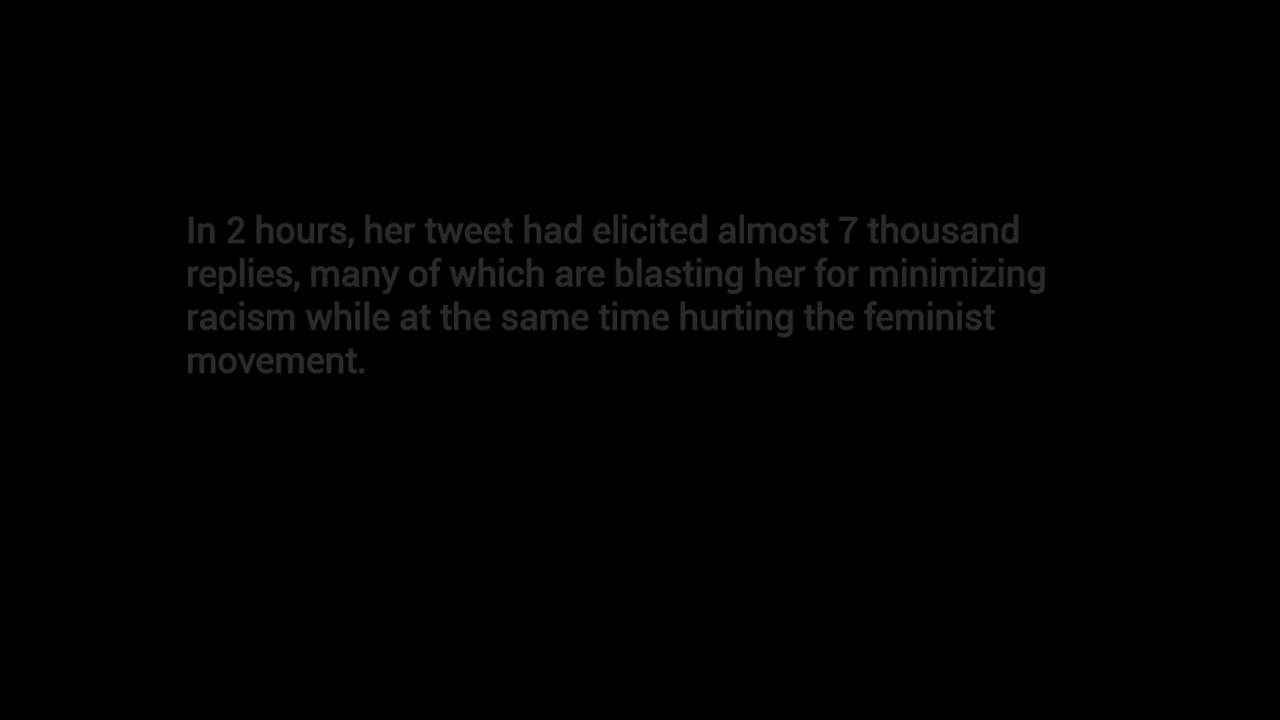 In 2 hours, her tweet had elicited almost 7 thousand
replies, many of which are blasting her for minimizing
racism while at the same time hurting the feminist
movement.